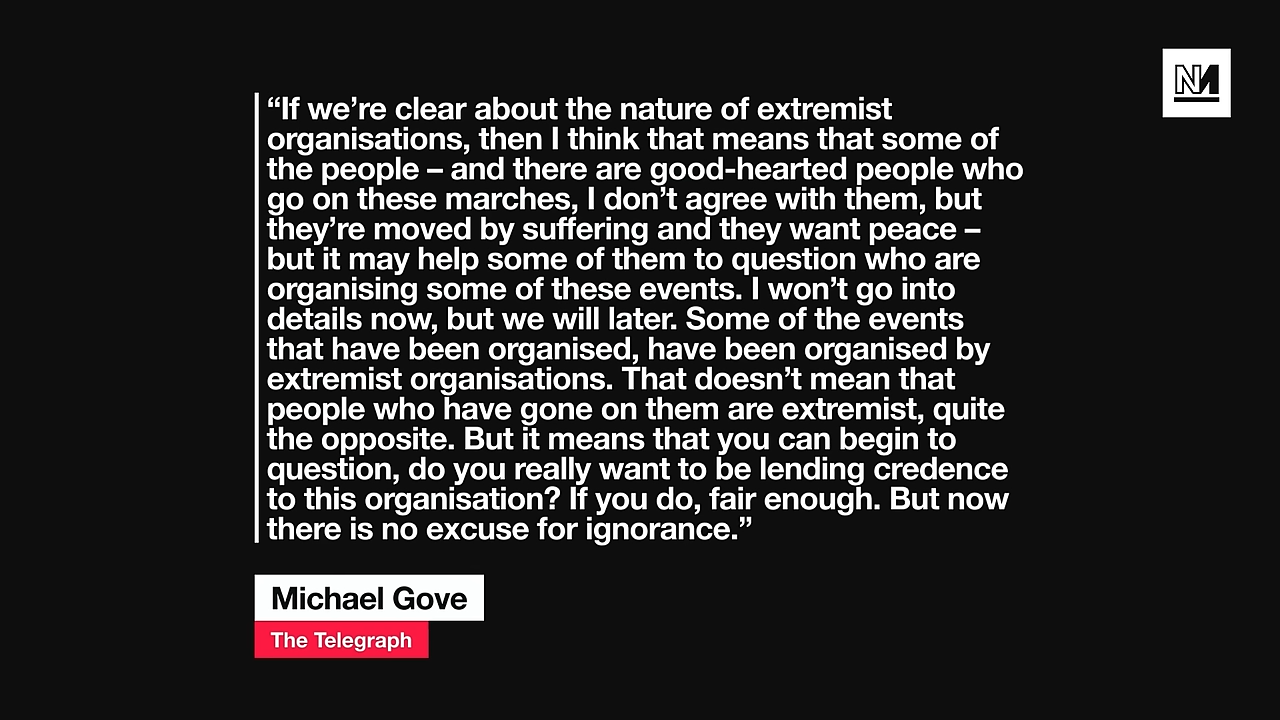 “If we’re clear about the nature of extremist
organisations, then I think that means that some of
the people – and there are good-hearted people who
go on these marches, I don’t agree with them, but
they’re moved by suffering and they want peace –
but it may help some of them to question who are
organising some of these events. I won’t go into
details now, but we will later. Some of the events
that have been organised, have been organised by
extremist organisations. That doesn’t mean that
people who have gone on them are extremist, quite
the opposite. But it means that you can begin to
question, do you really want to be lending credence
to this organisation? If you do, fair enough. But now
there is no excuse for ignorance.”
Michael Gove
The Telegraph
NM